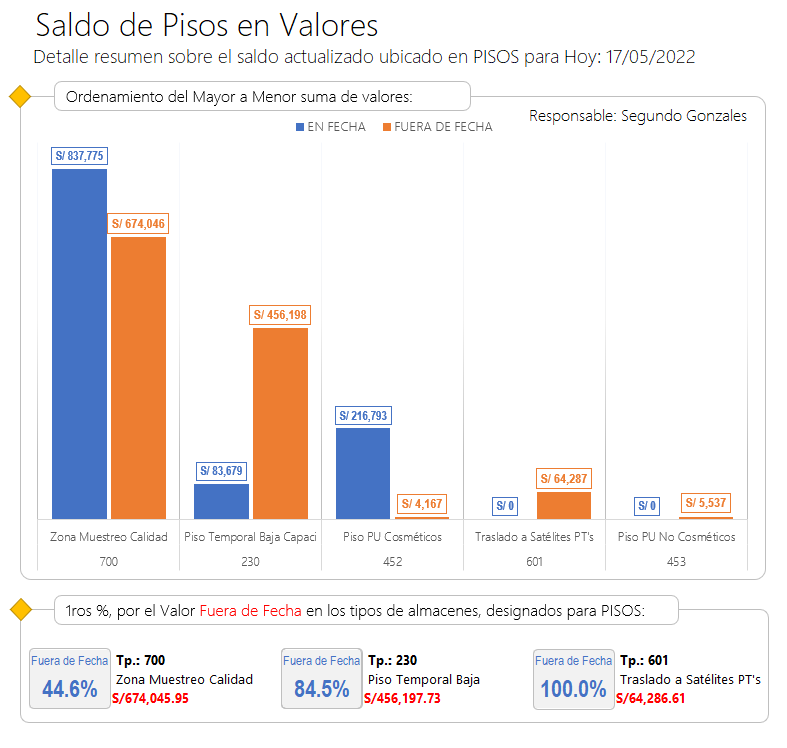 Saldo de Pisos en Valores
Detalle resumen sobre el saldo actualizado ubicado en PISOS para Hoy: 17/05/2022
Ordenamiento del Mayor a Menor suma de valores:
Responsable: Segundo Gonzales
EN FECHA FUERA DE FECHA
S/ 837,775
S/ 674,046
S/ 83,679
S/ 456,198
S/ 216,793
S/ 4,167
S/ 0
S/ 64,287
S/ 0
S/ 5,537
Zona Muestreo Calidad
Piso Temporal Baja Capaci
Piso PU Cosméticos
Traslado a Satélites PT's
Piso PU No Cosméticos
700
230
452
601
453
1ros %, por el Valor Fuera de Fecha en los tipos de almacenes, designados para PISOS:
Fuera de Fecha
44.6%
Tp.: 700
Zona Muestreo Calidad
S/674,045.95
Fuera de Fecha
84.5%
Tp.: 230
Piso Temporal Baja
S/456,197.73
Fuera de Fecha
100.0%
Tp.: 601
Traslado a Satélites PT's
S/64,286.61